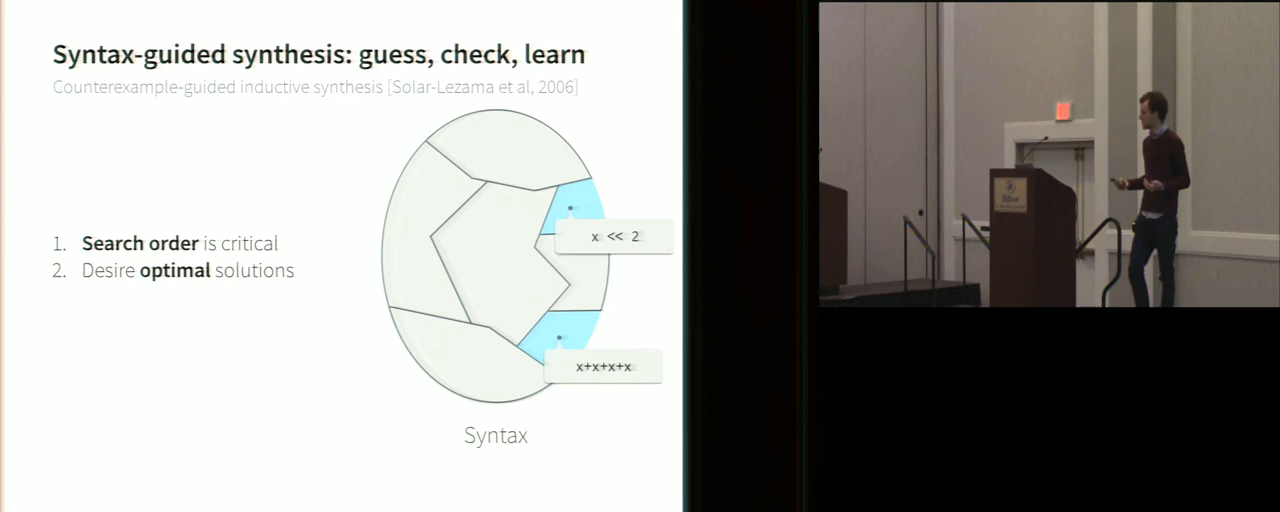 Syntax-guided synthesis: guess, check, learn
Counterexample-guided inductive synthesis [Solar-Lezama et al, 2006]
1. Search order is critical
2. Desire optimal solutions
x << 2
x+x+x+x
Syntax
Hilton